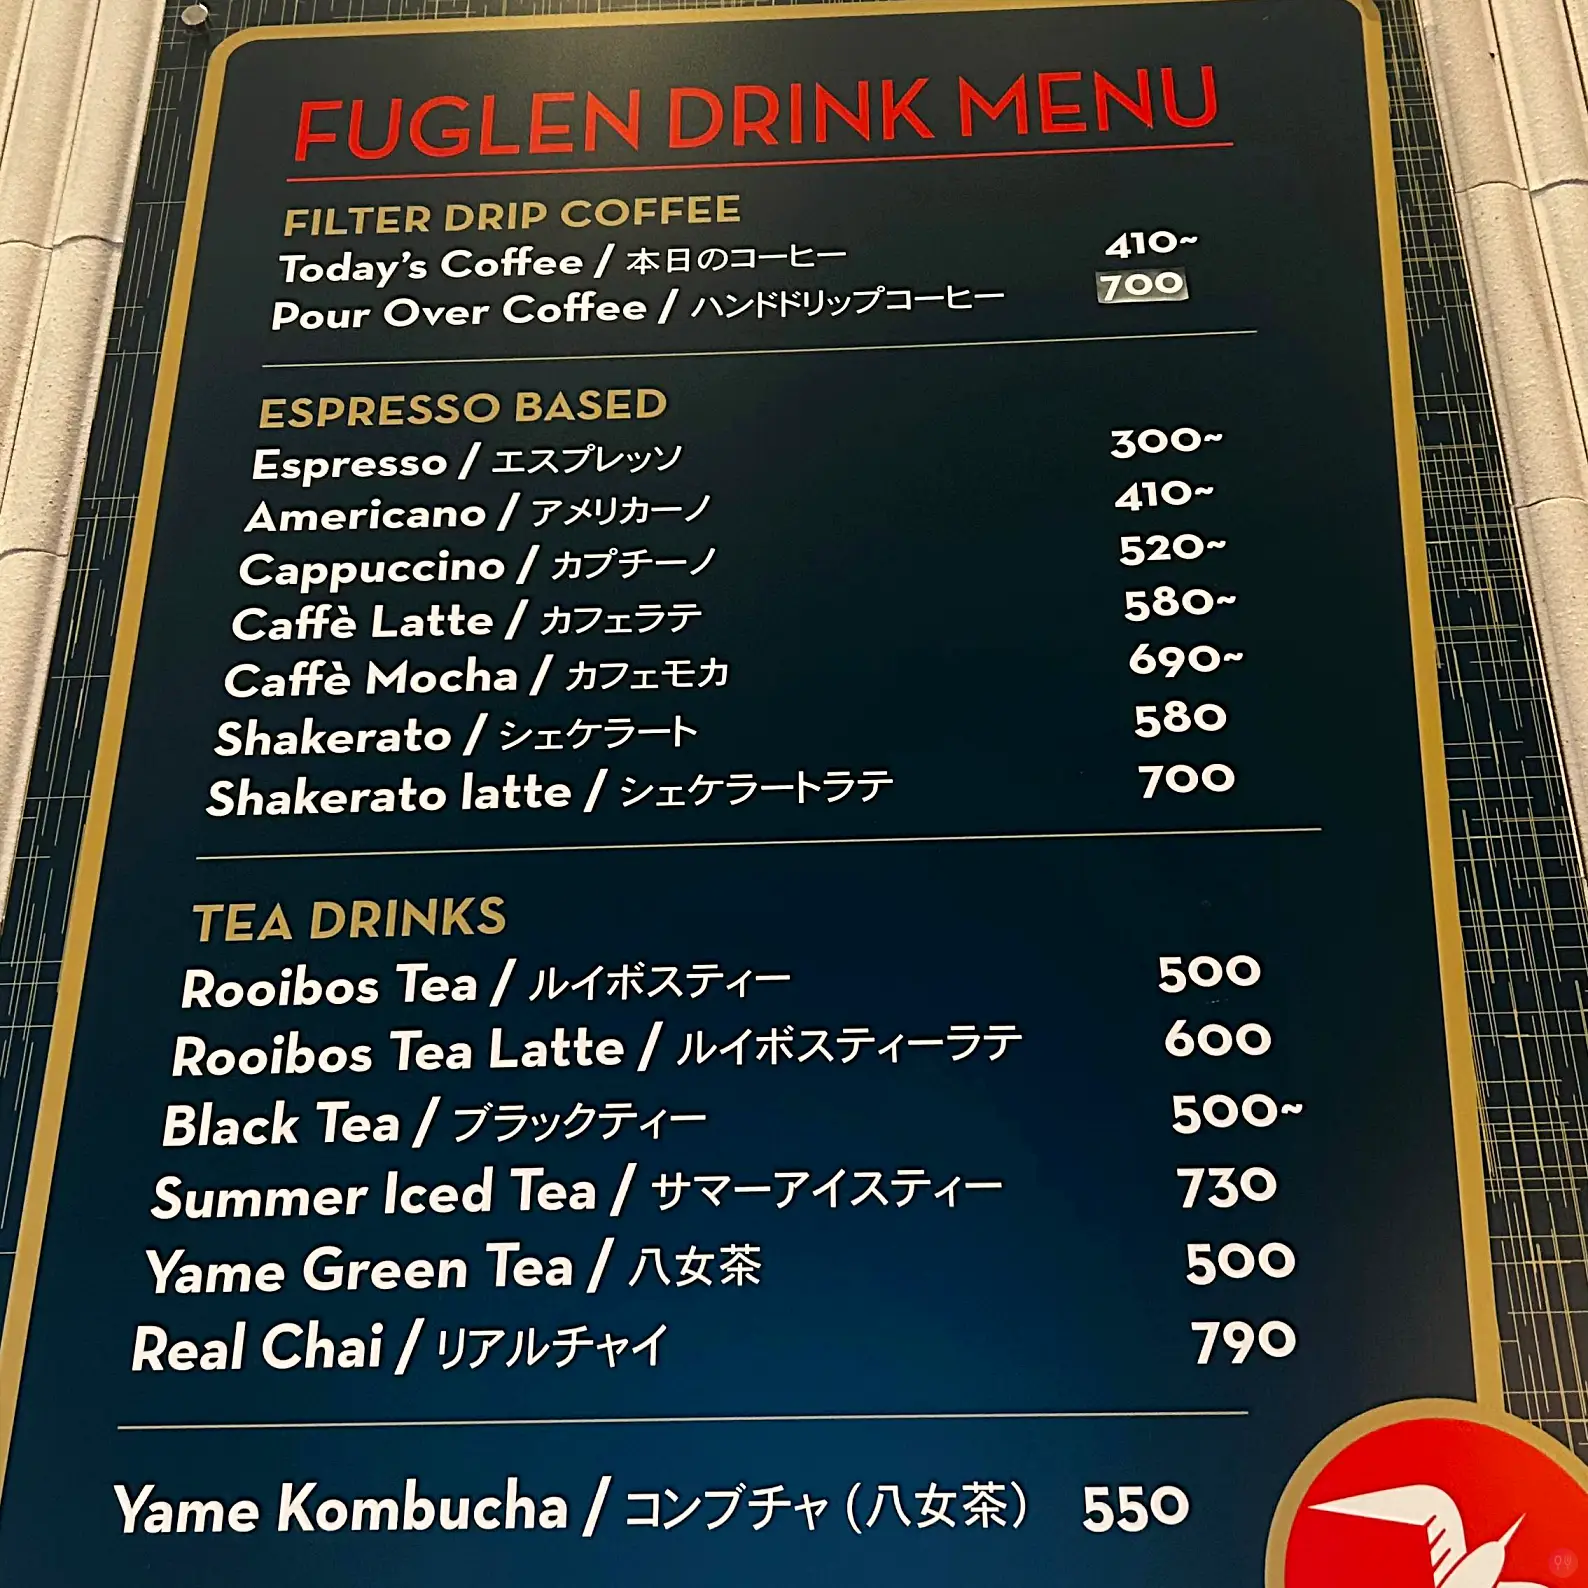 FUGLEN DRINK MENU
FILTER DRIP COFFEE
Today's Coffee / 本日のコーヒー 410~
Pour Over Coffee / ハンドドリップコーヒー 700
ESPRESSO BASED
Espresso / エスプレッソ 300~
Americano / アメリカーノ 410~
Cappuccino / カプチーノ 520~
Caffè Latte / カフェラテ 580~
Caffè Mocha / カフェモカ 690~
Shakerato / シェケラート 580
Shakerato latte / シェケラートラテ 700
TEA DRINKS
Rooibos Tea / ルイボスティー 500
Rooibos Tea Latte / ルイボスティーラテ 600
Black Tea / ブラックティー 500~
Summer Iced Tea / サマーアイスティー 730
Yame Green Tea / 八女茶 500
Real Chai / リアルチャイ 790
Yame Kombucha / コンブチャ (八女茶) 550